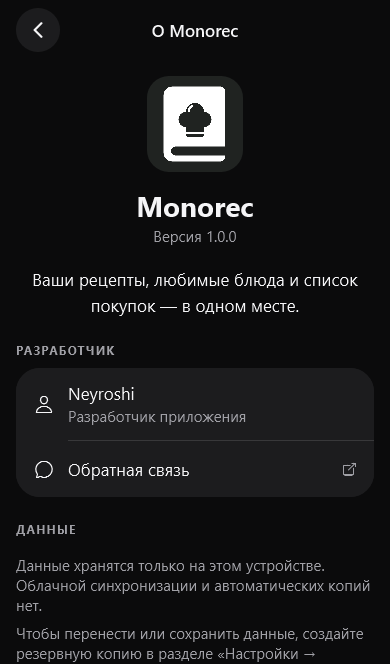 О Monorec
Monorec
Версия 1.0.0
Ваши рецепты, любимые блюда и список
покупок — в одном месте.
РАЗРАБОТЧИК
Neyroshi
Разработчик приложения
Обратная связь
ДАННЫЕ
Данные хранятся только на этом устройстве.
Облачной синхронизации и автоматических копий
нет.
Чтобы перенести или сохранить данные, создайте
резервную копию в разделе «Настройки →